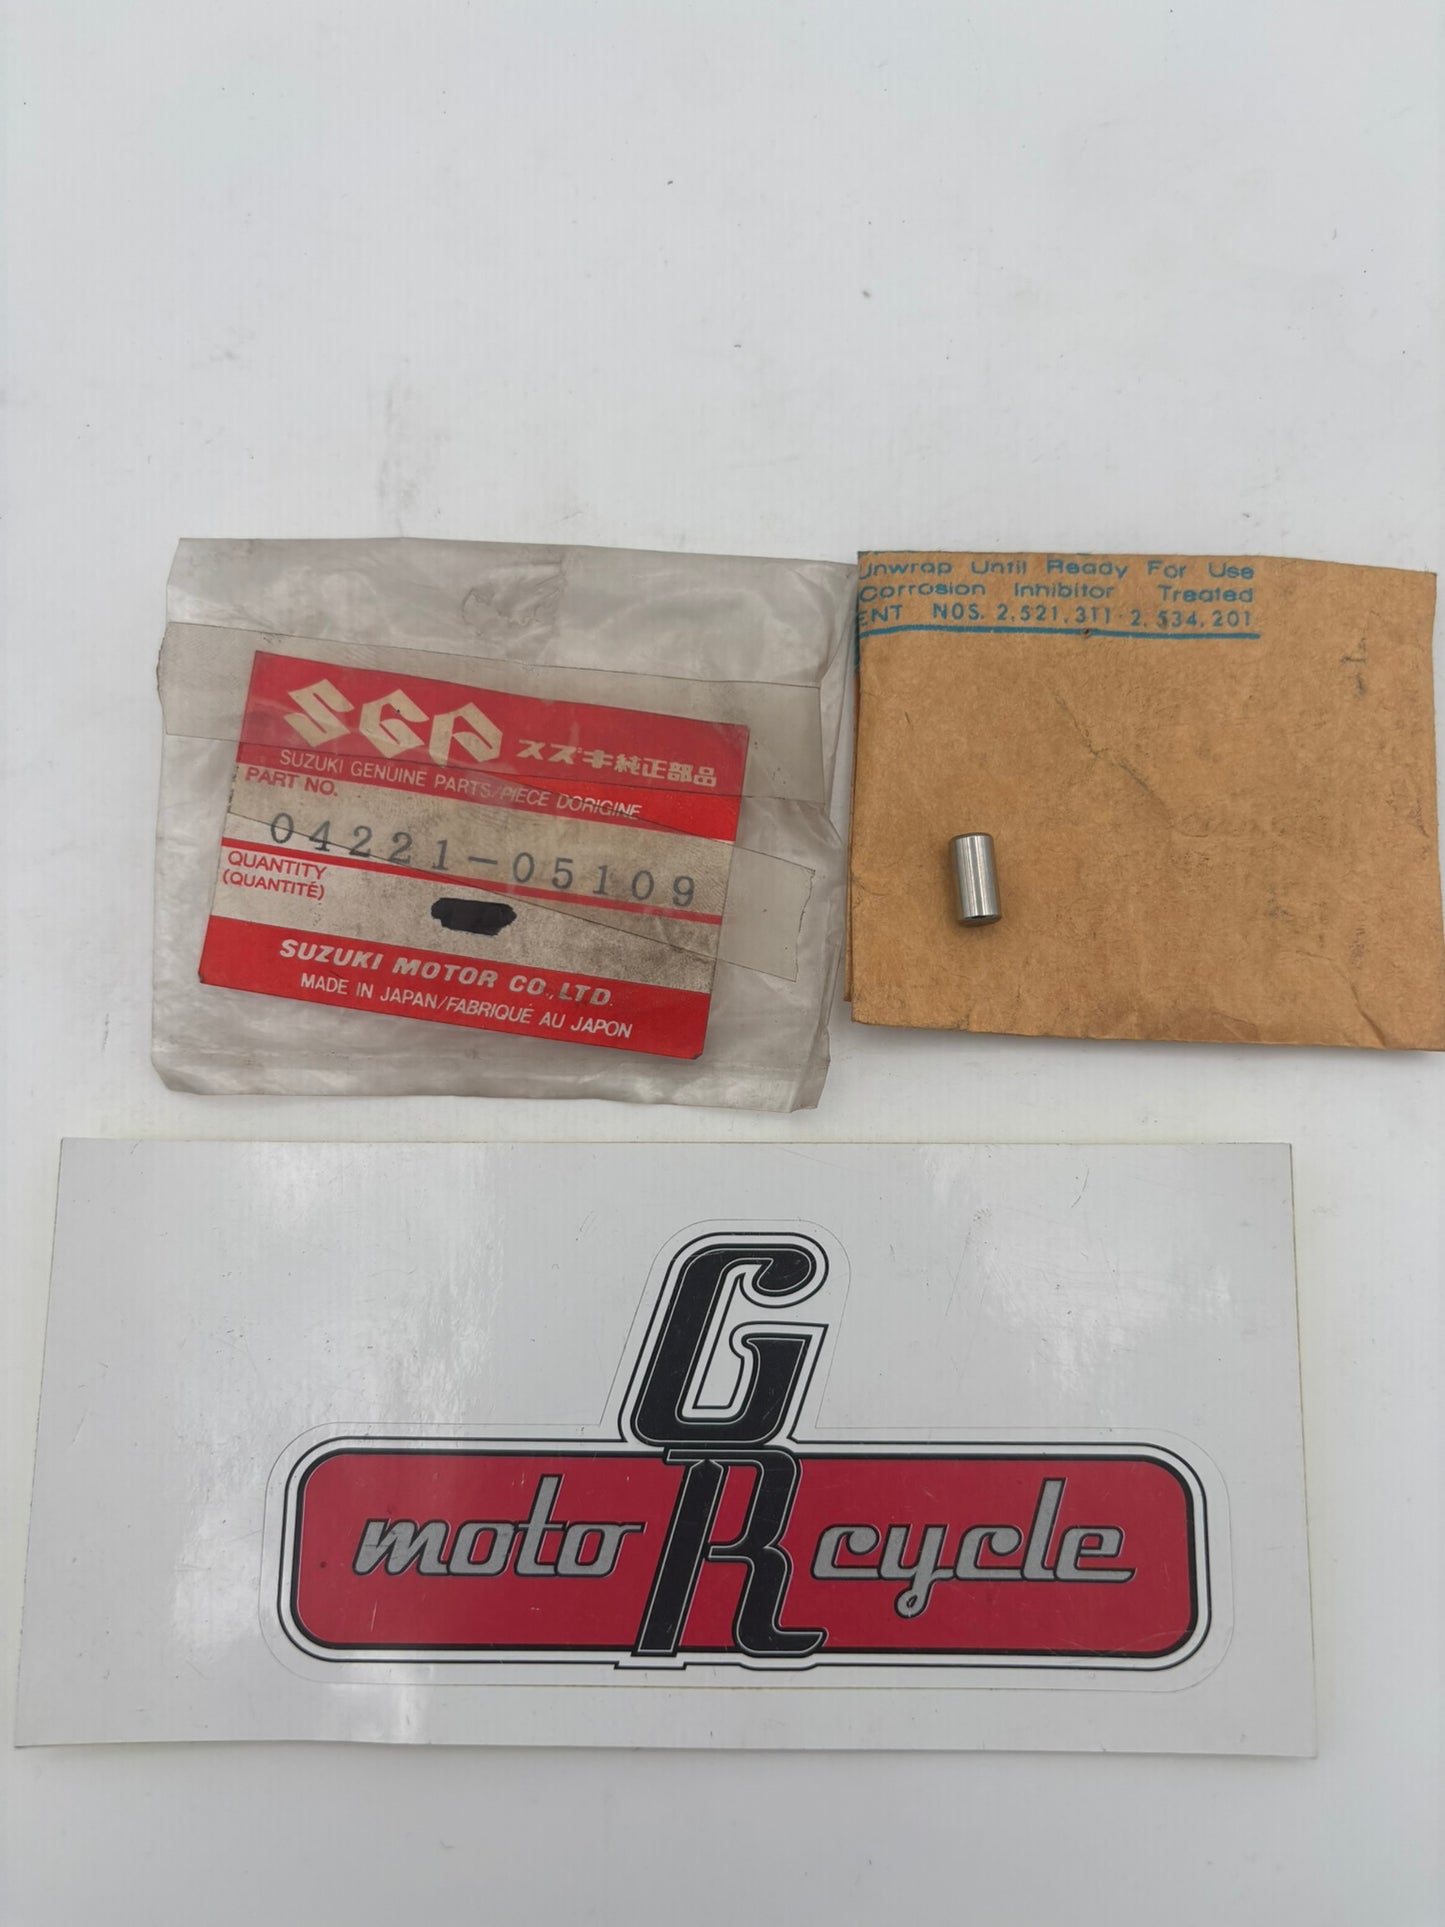 SGP スズキ純正部品
SUZUKI GENUINE PARTS/PIECE DORIGINE
PART NO.
04221-05109
QUANTITY
(QUANTITÉ)
SUZUKI MOTOR CO.,LTD.
MADE IN JAPAN/FABRIQUÉ AU JAPON
Unwrap Until Ready For Use
Corrosion Inhibitor Treated
ENT NOS. 2,521,311·2,534,201
G
moto R cycle